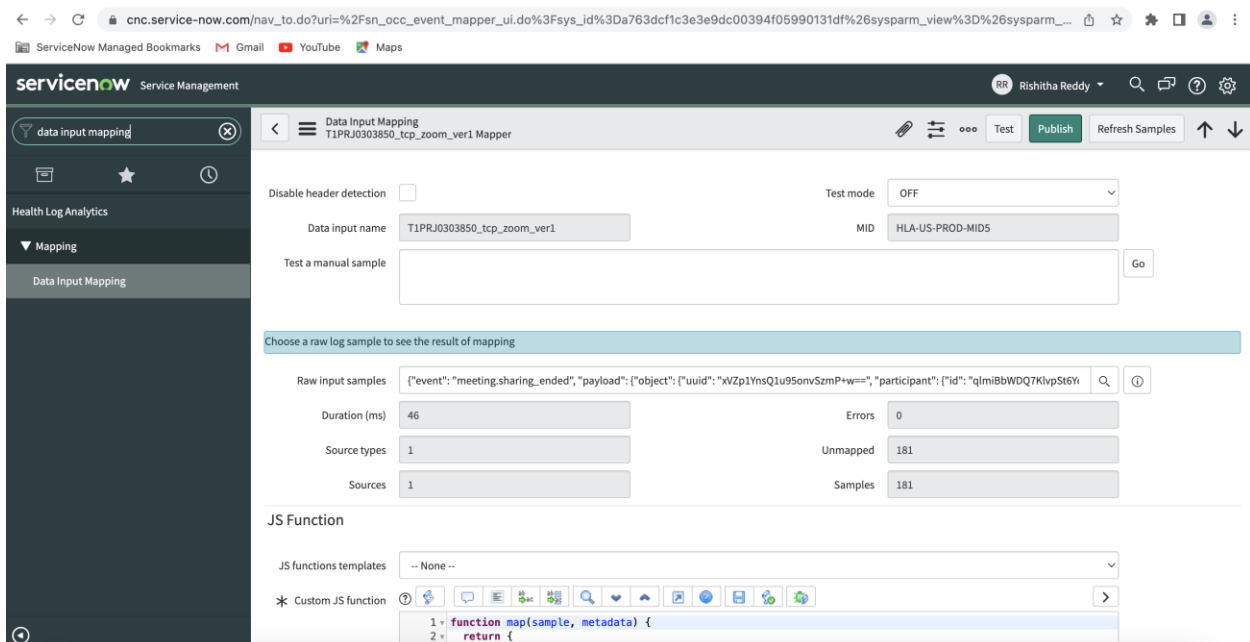 cnc.service-now.com/nav_to.do?uri=%2Fsn_occ_event_mapper_ui.do%3Fsys_id%3Da763dcf1c3e3e9dc00394f05990131df%26sysparm_view%3D%26sysparm_...
ServiceNow Managed Bookmarks Gmail YouTube Maps
servicenow Service Management RR Rishitha Reddy
data input mapping
Data Input Mapping
T1PRJ0303850_tcp_zoom_ver1 Mapper
Test Publish Refresh Samples
Health Log Analytics
Mapping
Data Input Mapping
Disable header detection Test mode OFF
Data input name T1PRJ0303850_tcp_zoom_ver1 MID HLA-US-PROD-MID5
Test a manual sample Go
Choose a raw log sample to see the result of mapping
Raw input samples {"event": "meeting.sharing_ended", "payload": {"object": {"uuid": "xVZp1YnsQ1u95onvSzmP+w==", "participant": {"id": "qlmiBbWDQ7KlvpSt6Y
Duration (ms) 46 Errors 0
Source types 1 Unmapped 181
Sources 1 Samples 181
JS Function
JS functions templates -- None --
Custom JS function
1 function map(sample, metadata) {
2 return {